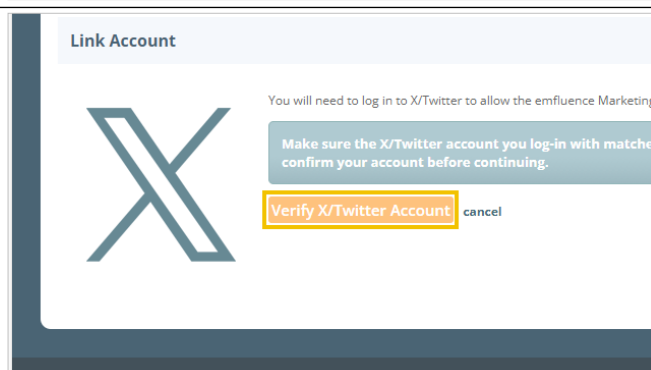 Link Account
You will need to log in to X/Twitter to allow the emfluence Marketing
Make sure the X/Twitter account you log-in with matche
confirm your account before continuing.
Verify X/Twitter Account cancel